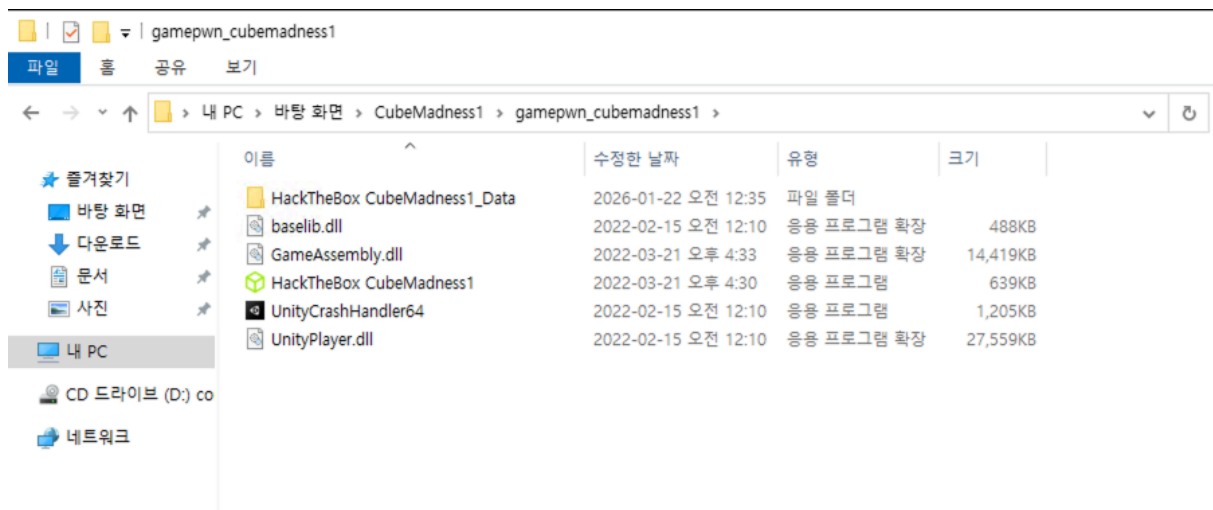 gamepwn_cubemadness1
파일 홈 공유 보기
내 PC > 바탕 화면 > CubeMadness1 > gamepwn_cubemadness1 >
이름 수정한 날짜 유형 크기
즐겨찾기
바탕 화면
다운로드
문서
사진
내 PC
CD 드라이브 (D:) co
네트워크
HackTheBox CubeMadness1_Data 2026-01-22 오전 12:35 파일 폴더
baselib.dll 2022-02-15 오전 12:10 응용 프로그램 확장 488KB
GameAssembly.dll 2022-03-21 오후 4:33 응용 프로그램 확장 14,419KB
HackTheBox CubeMadness1 2022-03-21 오후 4:30 응용 프로그램 639KB
UnityCrashHandler64 2022-02-15 오전 12:10 응용 프로그램 1,205KB
UnityPlayer.dll 2022-02-15 오전 12:10 응용 프로그램 확장 27,559KB